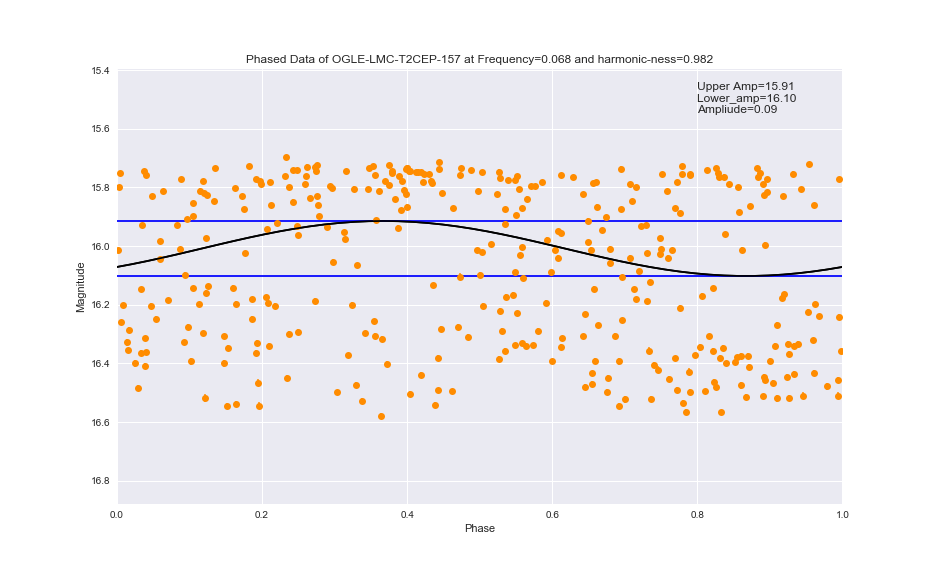 Phased Data of OGLE-LMC-T2CEP-157 at Frequency=0.068 and harmonic-ness=0.982
Upper Amp=15.91
Lower_amp=16.10
Ampliude=0.09
15.4
15.6
15.8
16.0
16.2
16.4
16.6
16.8
Magnitude
0.0
0.2
0.4
0.6
0.8
1.0
Phase